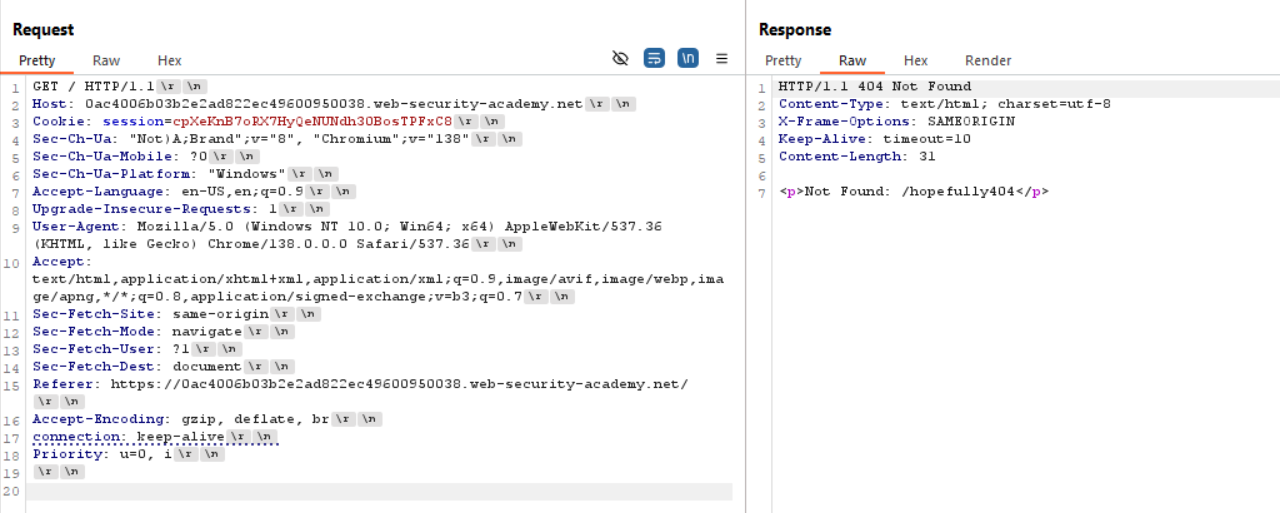 Request
Pretty Raw Hex
\n
1 GET / HTTP/1.1 \r \n
2 Host: 0ac4006b03b2e2ad822ec49600950038.web-security-academy.net \r \n
3 Cookie: session=cpXeKnB7oRX7HyQeNUNdh30BosTPFxC8 \r \n
4 Sec-Ch-Ua: "Not)A;Brand";v="8", "Chromium";v="138" \r \n
5 Sec-Ch-Ua-Mobile: ?0 \r \n
6 Sec-Ch-Ua-Platform: "Windows" \r \n
7 Accept-Language: en-US,en;q=0.9 \r \n
8 Upgrade-Insecure-Requests: 1 \r \n
9 User-Agent: Mozilla/5.0 (Windows NT 10.0; Win64; x64) AppleWebKit/537.36
(KHTML, like Gecko) Chrome/138.0.0.0 Safari/537.36 \r \n
10 Accept:
text/html,application/xhtml+xml,application/xml;q=0.9,image/avif,image/webp,ima
ge/apng,*/*;q=0.8,application/signed-exchange;v=b3;q=0.7 \r \n
11 Sec-Fetch-Site: same-origin \r \n
12 Sec-Fetch-Mode: navigate \r \n
13 Sec-Fetch-User: ?1 \r \n
14 Sec-Fetch-Dest: document \r \n
15 Referer: https://0ac4006b03b2e2ad822ec49600950038.web-security-academy.net/
\r \n
16 Accept-Encoding: gzip, deflate, br \r \n
17 connection: keep-alive \r \n
18 Priority: u=0, i \r \n
19 \r \n
20
Response
Pretty Raw Hex Render
1 HTTP/1.1 404 Not Found
2 Content-Type: text/html; charset=utf-8
3 X-Frame-Options: SAMEORIGIN
4 Keep-Alive: timeout=10
5 Content-Length: 31
6
7 <p>Not Found: /hopefully404</p>